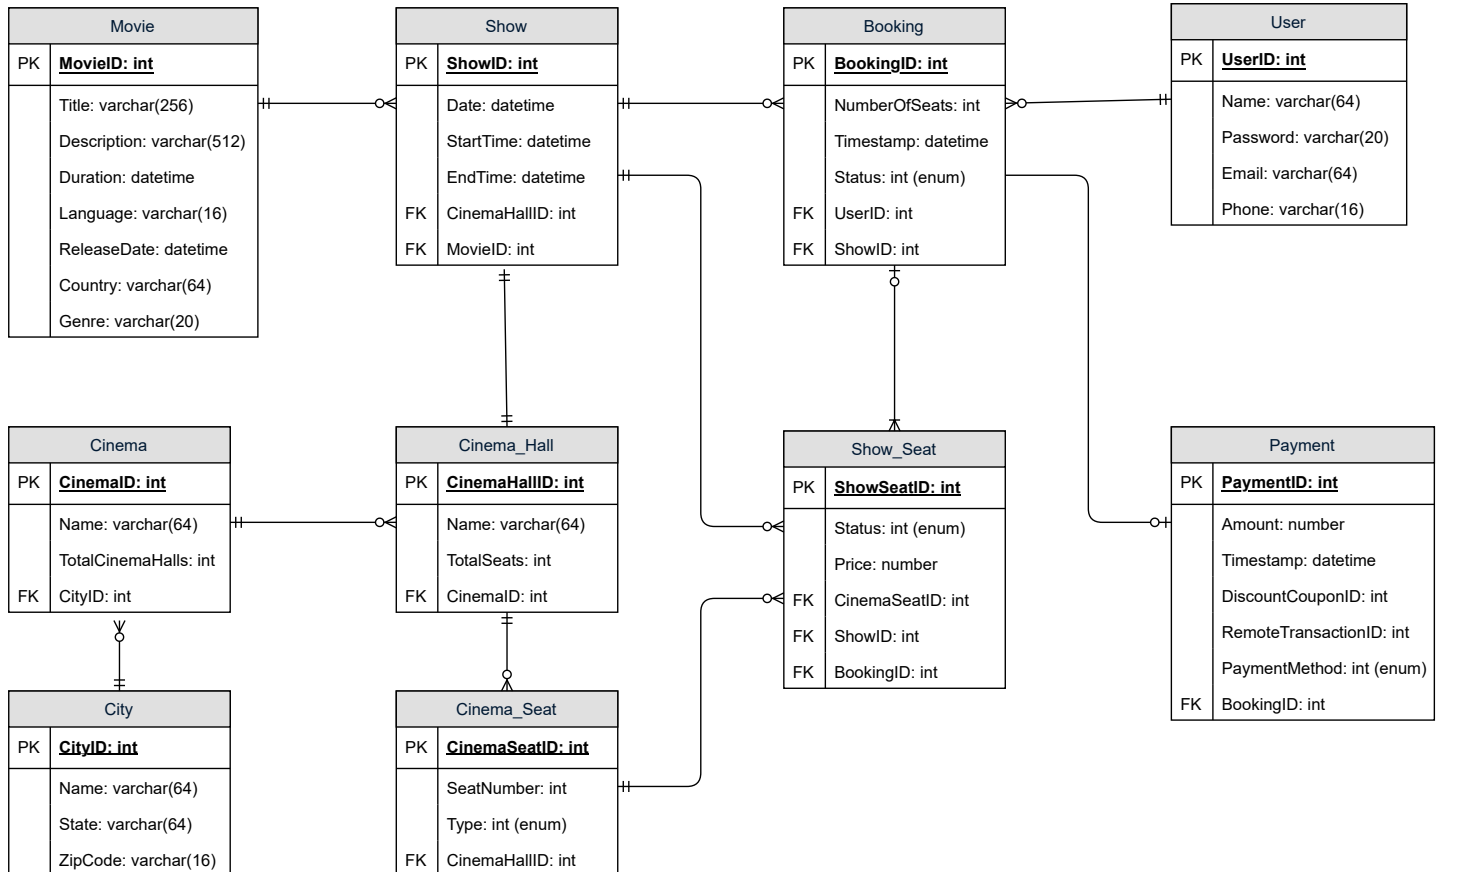 Movie
PK MovieID: int
Title: varchar(256)
Description: varchar(512)
Duration: datetime
Language: varchar(16)
ReleaseDate: datetime
Country: varchar(64)
Genre: varchar(20)
Show
PK ShowID: int
Date: datetime
StartTime: datetime
EndTime: datetime
FK CinemaHallID: int
FK MovieID: int
Booking
PK BookingID: int
NumberOfSeats: int
Timestamp: datetime
Status: int (enum)
FK UserID: int
FK ShowID: int
User
PK UserID: int
Name: varchar(64)
Password: varchar(20)
Email: varchar(64)
Phone: varchar(16)
Cinema
PK CinemaID: int
Name: varchar(64)
TotalCinemaHalls: int
FK CityID: int
Cinema_Hall
PK CinemaHallID: int
Name: varchar(64)
TotalSeats: int
FK CinemaID: int
Show_Seat
PK ShowSeatID: int
Status: int (enum)
Price: number
FK CinemaSeatID: int
FK ShowID: int
FK BookingID: int
Payment
PK PaymentID: int
Amount: number
Timestamp: datetime
DiscountCouponID: int
RemoteTransactionID: int
PaymentMethod: int (enum)
FK BookingID: int
City
PK CityID: int
Name: varchar(64)
State: varchar(64)
ZipCode: varchar(16)
Cinema_Seat
PK CinemaSeatID: int
SeatNumber: int
Type: int (enum)
FK CinemaHallID: int